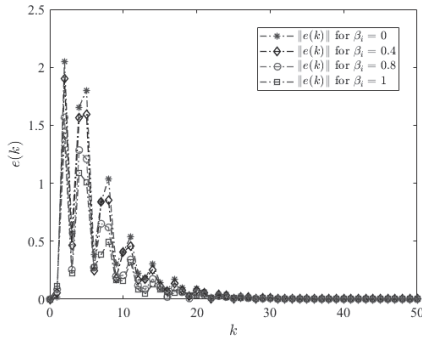 2.5
2
1.5
1
0.5
0
e(k)
‖e(k)‖ for βᵢ = 0
‖e(k)‖ for βᵢ = 0.4
‖e(k)‖ for βᵢ = 0.8
‖e(k)‖ for βᵢ = 1
0 10 20 30 40 50
k